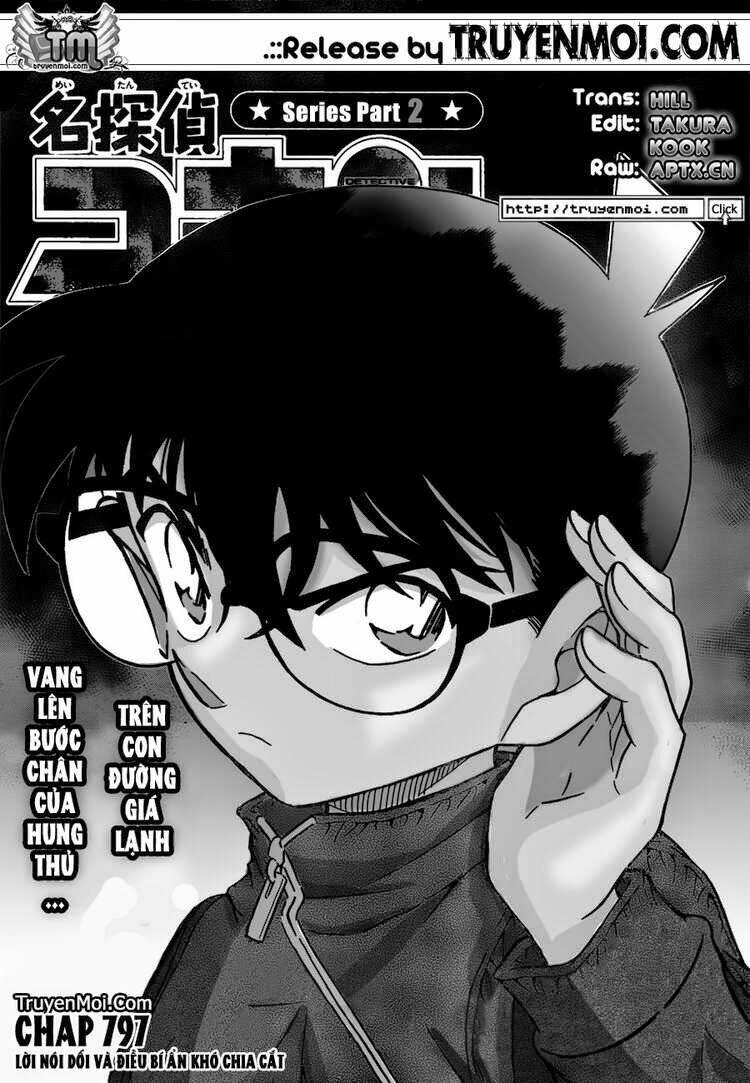 TM
truyenmoi.com
.::Release by TRUYENMOI.COM
めい たん てい
名探偵
★ Series Part 2 ★
DETECTIVE
Trans: HILL
Edit: TAKURA
KOOK
Raw: APTX.CN
http://truyenmoi.com
Click
TRÊN
CON
ĐƯỜNG
GIÁ
LẠNH
VANG
LÊN
BƯỚC
CHÂN
CỦA
HUNG
THỦ
...
TruyenMoi.Com
CHAP 797
LỜI NÓI DỐI VÀ ĐIỀU BÍ ẨN KHÓ CHIA CẮT